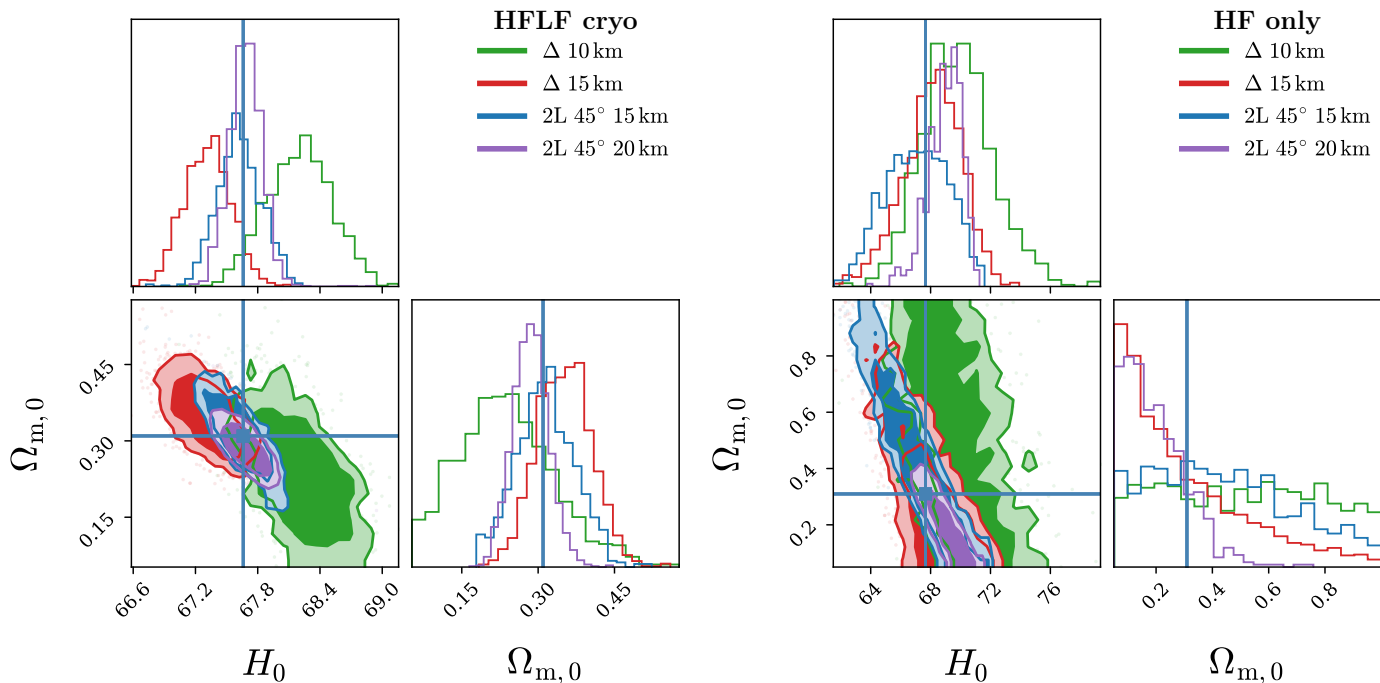 HFLF cryo
Δ 10 km
Δ 15 km
2L 45° 15 km
2L 45° 20 km
HF only
Δ 10 km
Δ 15 km
2L 45° 15 km
2L 45° 20 km
0.45
0.30
0.15
Ωm, 0
66.6
67.2
67.8
68.4
69.0
H0
0.15
0.30
0.45
Ωm, 0
0.8
0.6
0.4
0.2
Ωm, 0
64
68
72
76
H0
0.2
0.4
0.6
0.8
Ωm, 0